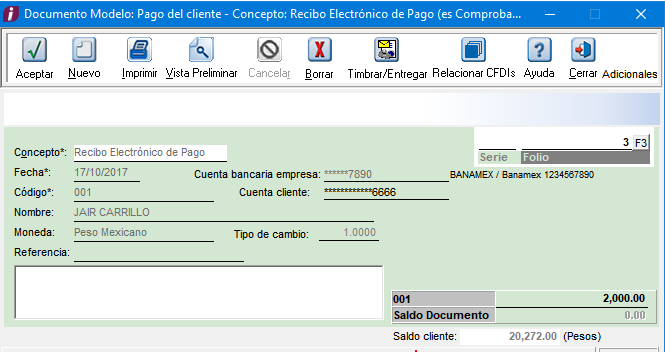 Documento Modelo: Pago del cliente - Concepto: Recibo Electrónico de Pago (es Comproba...
Aceptar Nuevo Imprimir Vista Preliminar Cancelar Borrar Timbrar/Entregar Relacionar CFDIs Ayuda Cerrar Adicionales
3 F3
Serie Folio
Concepto*: Recibo Electrónico de Pago
Fecha*: 17/10/2017 Cuenta bancaria empresa: ******7890 BANAMEX / Banamex 1234567890
Código*: 001 Cuenta cliente: ************6666
Nombre: JAIR CARRILLO
Moneda: Peso Mexicano Tipo de cambio: 1.0000
Referencia:
001 2,000.00
Saldo Documento 0.00
Saldo cliente: 20,272.00 (Pesos)